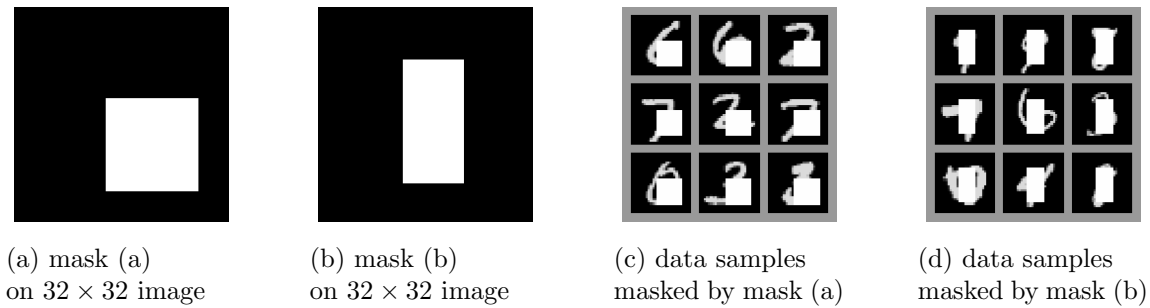 (a) mask (a)
on 32 × 32 image
(b) mask (b)
on 32 × 32 image
(c) data samples
masked by mask (a)
(d) data samples
masked by mask (b)